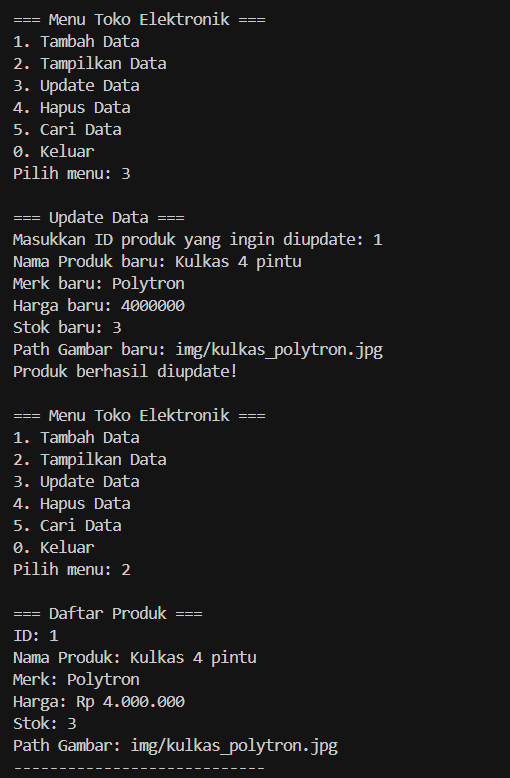 === Menu Toko Elektronik ===
1. Tambah Data
2. Tampilkan Data
3. Update Data
4. Hapus Data
5. Cari Data
0. Keluar
Pilih menu: 3
=== Update Data ===
Masukkan ID produk yang ingin diupdate: 1
Nama Produk baru: Kulkas 4 pintu
Merk baru: Polytron
Harga baru: 4000000
Stok baru: 3
Path Gambar baru: img/kulkas_polytron.jpg
Produk berhasil diupdate!
=== Menu Toko Elektronik ===
1. Tambah Data
2. Tampilkan Data
3. Update Data
4. Hapus Data
5. Cari Data
0. Keluar
Pilih menu: 2
=== Daftar Produk ===
ID: 1
Nama Produk: Kulkas 4 pintu
Merk: Polytron
Harga: Rp 4.000.000
Stok: 3
Path Gambar: img/kulkas_polytron.jpg
----------------------------